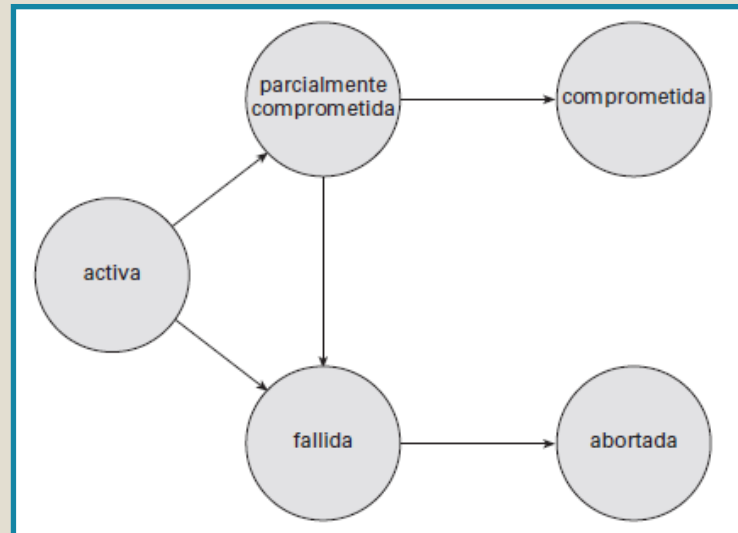 parcialmente
comprometida
comprometida
activa
fallida
abortada